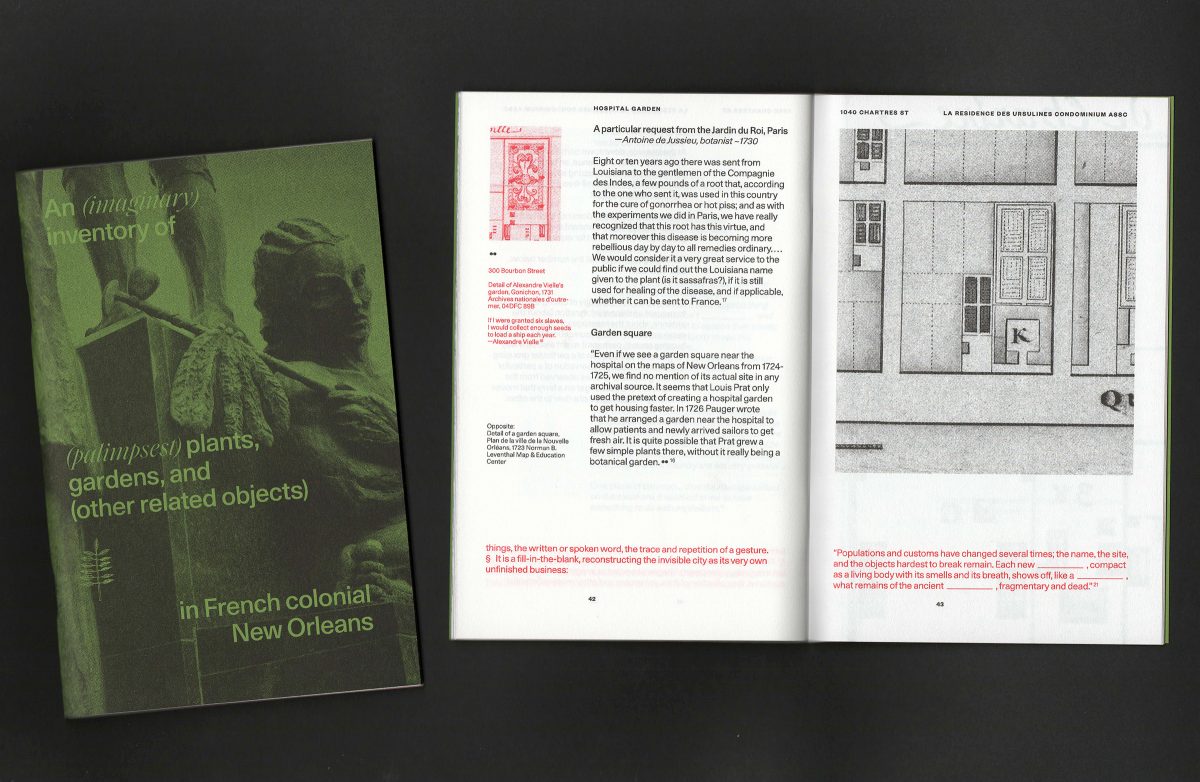 (imaginary)
inventory of
plants,
gardens, and
(other related objects)
in French colonial
New Orleans
HOSPITAL GARDEN
A particular request from the Jardin du Roi, Paris
—Antoine de Jussieu, botanist ~1730
Eight or ten years ago there was sent from
Louisiana to the gentlemen of the Compagnie
des Indes, a few pounds of a root that, according
to the one who sent it, was used in this country
for the cure of gonorrhea or hot piss; and as with
the experiments we did in Paris, we have really
recognized that this root has this virtue, and
that moreover this disease is becoming more
rebellious day by day to all remedies ordinary....
We would consider it a very great service to the
public if we could find out the Louisiana name
given to the plant (is it sassafras?), if it is still
used for healing of the disease, and if applicable,
whether it can be sent to France. 17
300 Bourbon Street
Detail of Alexandre Vielle's
garden, Gonichon, 1731
Archives nationales d'outre-
mer, 04DFC 89B
If I were granted six slaves,
I would collect enough seeds
to load a ship each year.
—Alexandre Vielle
Garden square
"Even if we see a garden square near the
hospital on the maps of New Orleans from 1724-
1725, we find no mention of its actual site in any
archival source. It seems that Louis Prat only
used the pretext of creating a hospital garden
to get housing faster. In 1726 Pauger wrote
that he arranged a garden near the hospital to
allow patients and newly arrived sailors to get
fresh air. It is quite possible that Prat grew a
few simple plants there, without it really being a
botanical garden. •• 16
Opposite:
Detail of a garden square,
Plan de la ville de la Nouvelle
Orléans, 1723 Norman B.
Leventhal Map & Education
Center
things, the written or spoken word, the trace and repetition of a gesture.
§ It is a fill-in-the-blank, reconstructing the invisible city as its very own
unfinished business:
42
1040 CHARTRES ST LA RESIDENCE DES URSULINES CONDOMINIUM ASSC
K
Qu
"Populations and customs have changed several times; the name, the site,
and the objects hardest to break remain. Each new ________ , compact
as a living body with its smells and its breath, shows off, like a ________ ,
what remains of the ancient ________ , fragmentary and dead." 21
43